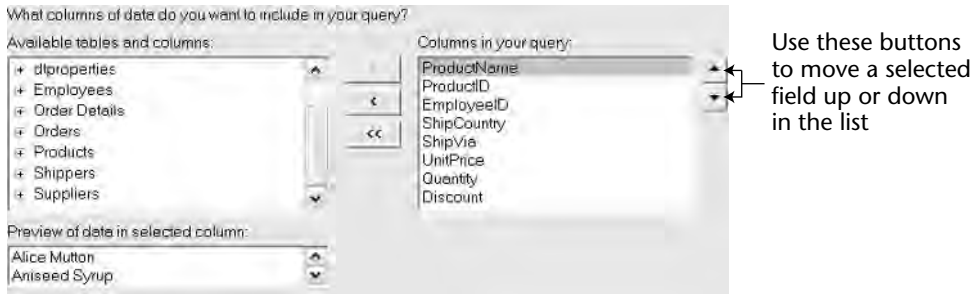 What columns of data do you want to include in your query?
Available tables and columns:
+ dtproperties
+ Employees
+ Order Details
+ Orders
+ Products
+ Shippers
+ Suppliers
<
<<
Columns in your query:
ProductName
ProductID
EmployeeID
ShipCountry
ShipVia
UnitPrice
Quantity
Discount
Use these buttons
to move a selected
field up or down
in the list
Preview of data in selected column:
Alice Mutton
Aniseed Syrup